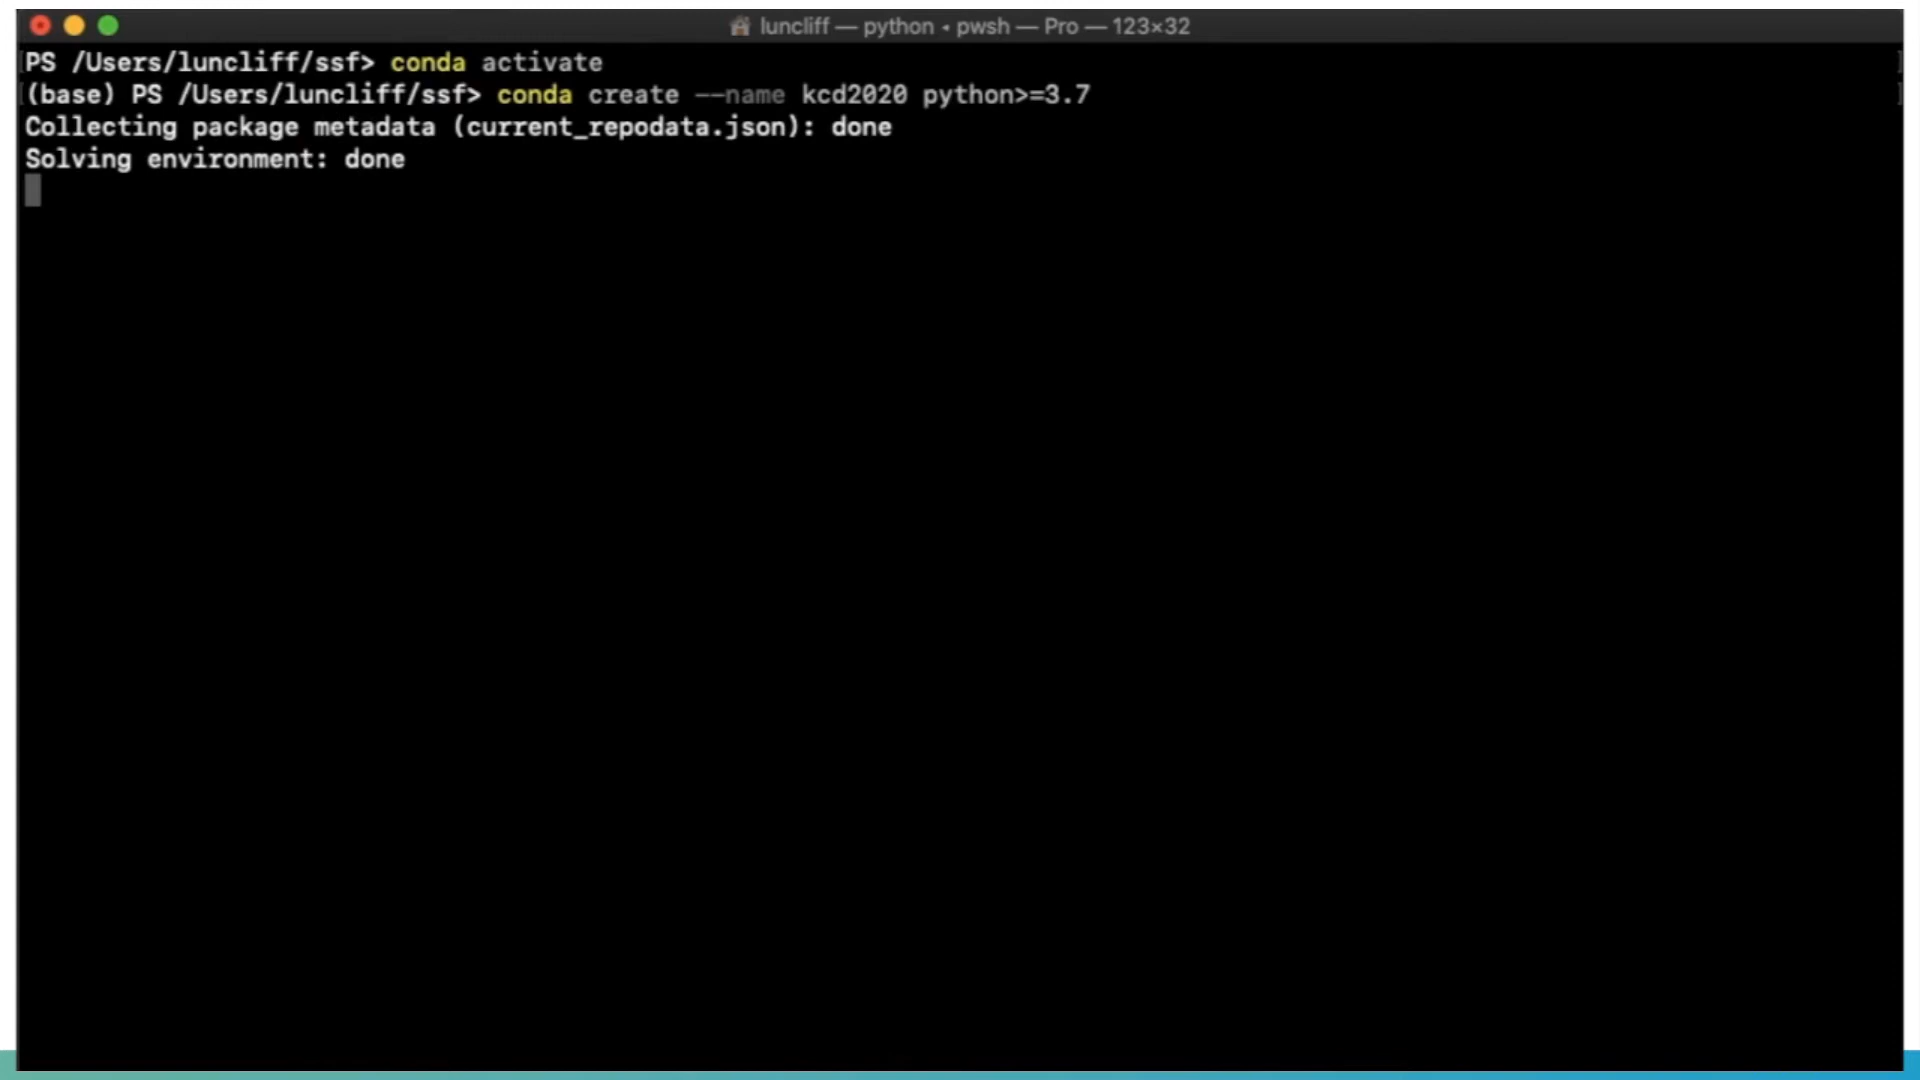 luncliff — python • pwsh — Pro — 123×32
PS /Users/luncliff/ssf> conda activate
(base) PS /Users/luncliff/ssf> conda create --name kcd2020 python>=3.7
Collecting package metadata (current_repodata.json): done
Solving environment: done